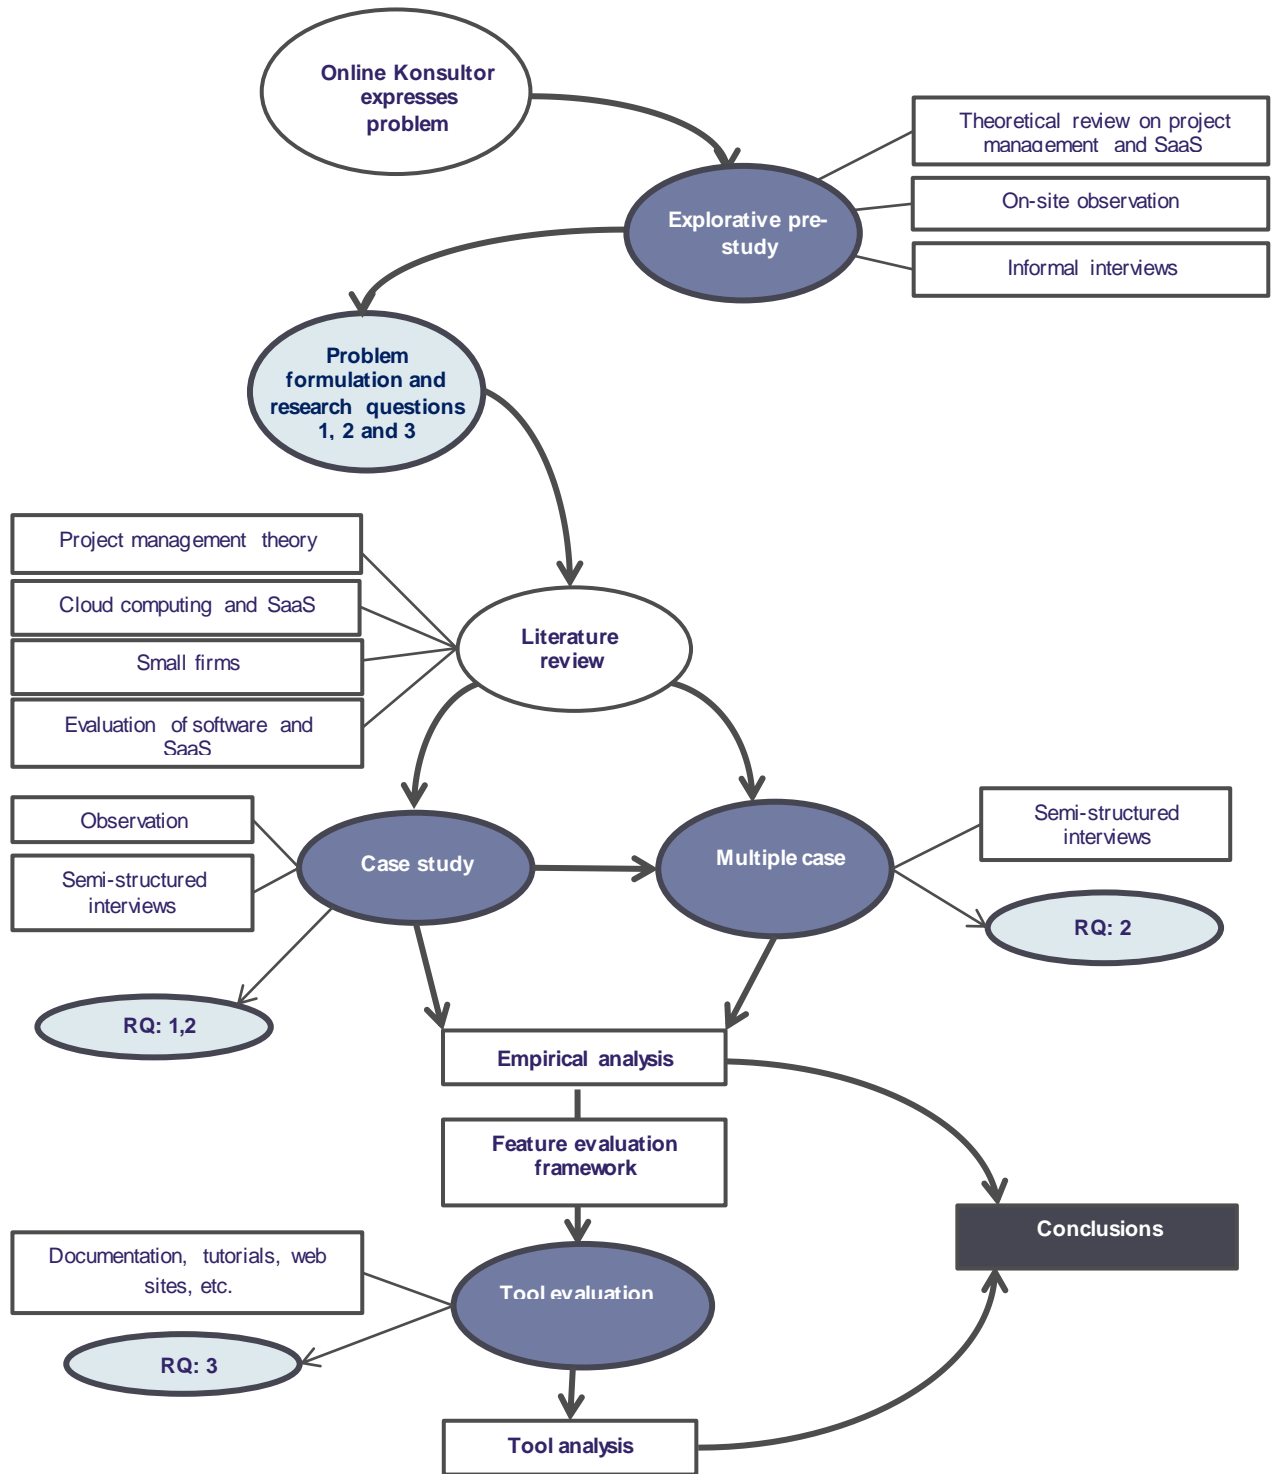 Online Konsultor
expresses
problem
Theoretical review on project
management and SaaS
On-site observation
Informal interviews
Explorative pre-
study
Problem
formulation and
research questions
1, 2 and 3
Project management theory
Cloud computing and SaaS
Small firms
Evaluation of software and
SaaS
Literature
review
Observation
Semi-structured
interviews
Case study
Multiple case
Semi-structured
interviews
RQ: 2
RQ: 1,2
Empirical analysis
Feature evaluation
framework
Conclusions
Documentation, tutorials, web
sites, etc.
Tool evaluation
RQ: 3
Tool analysis